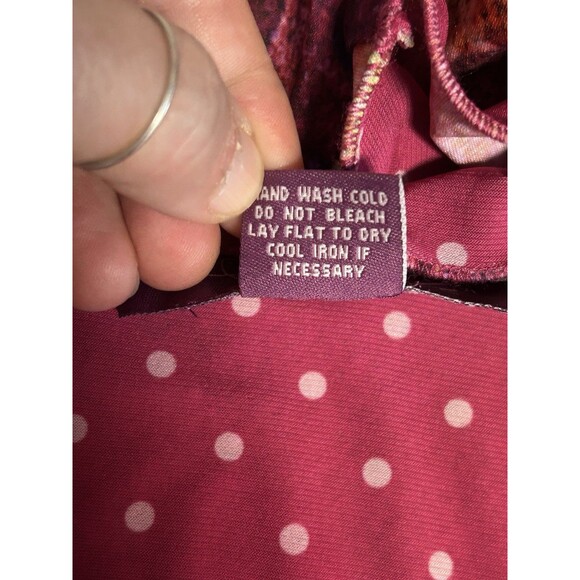 HAND WASH COLD
DO NOT BLEACH
LAY FLAT TO DRY
COOL IRON IF
NECESSARY